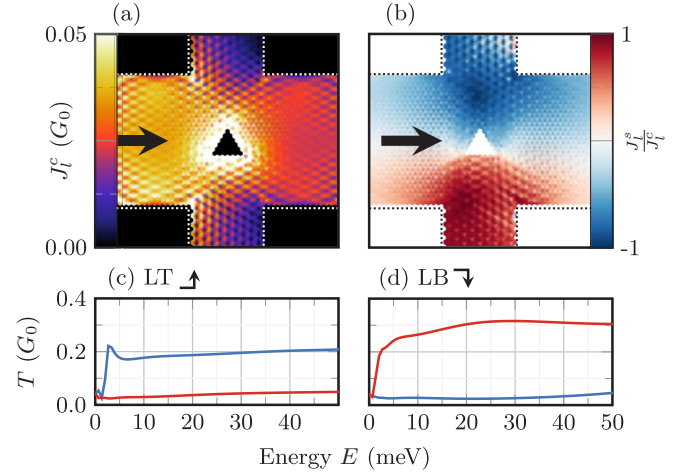 (a)
(b)
0.05
J_l^c (G_0)
0.00
1
J_l^s / J_l^c
-1
(c) LT
(d) LB
0.4
0.2
0.0
T (G_0)
0 10 20 30 40
0 10 20 30 40 50
Energy E (meV)